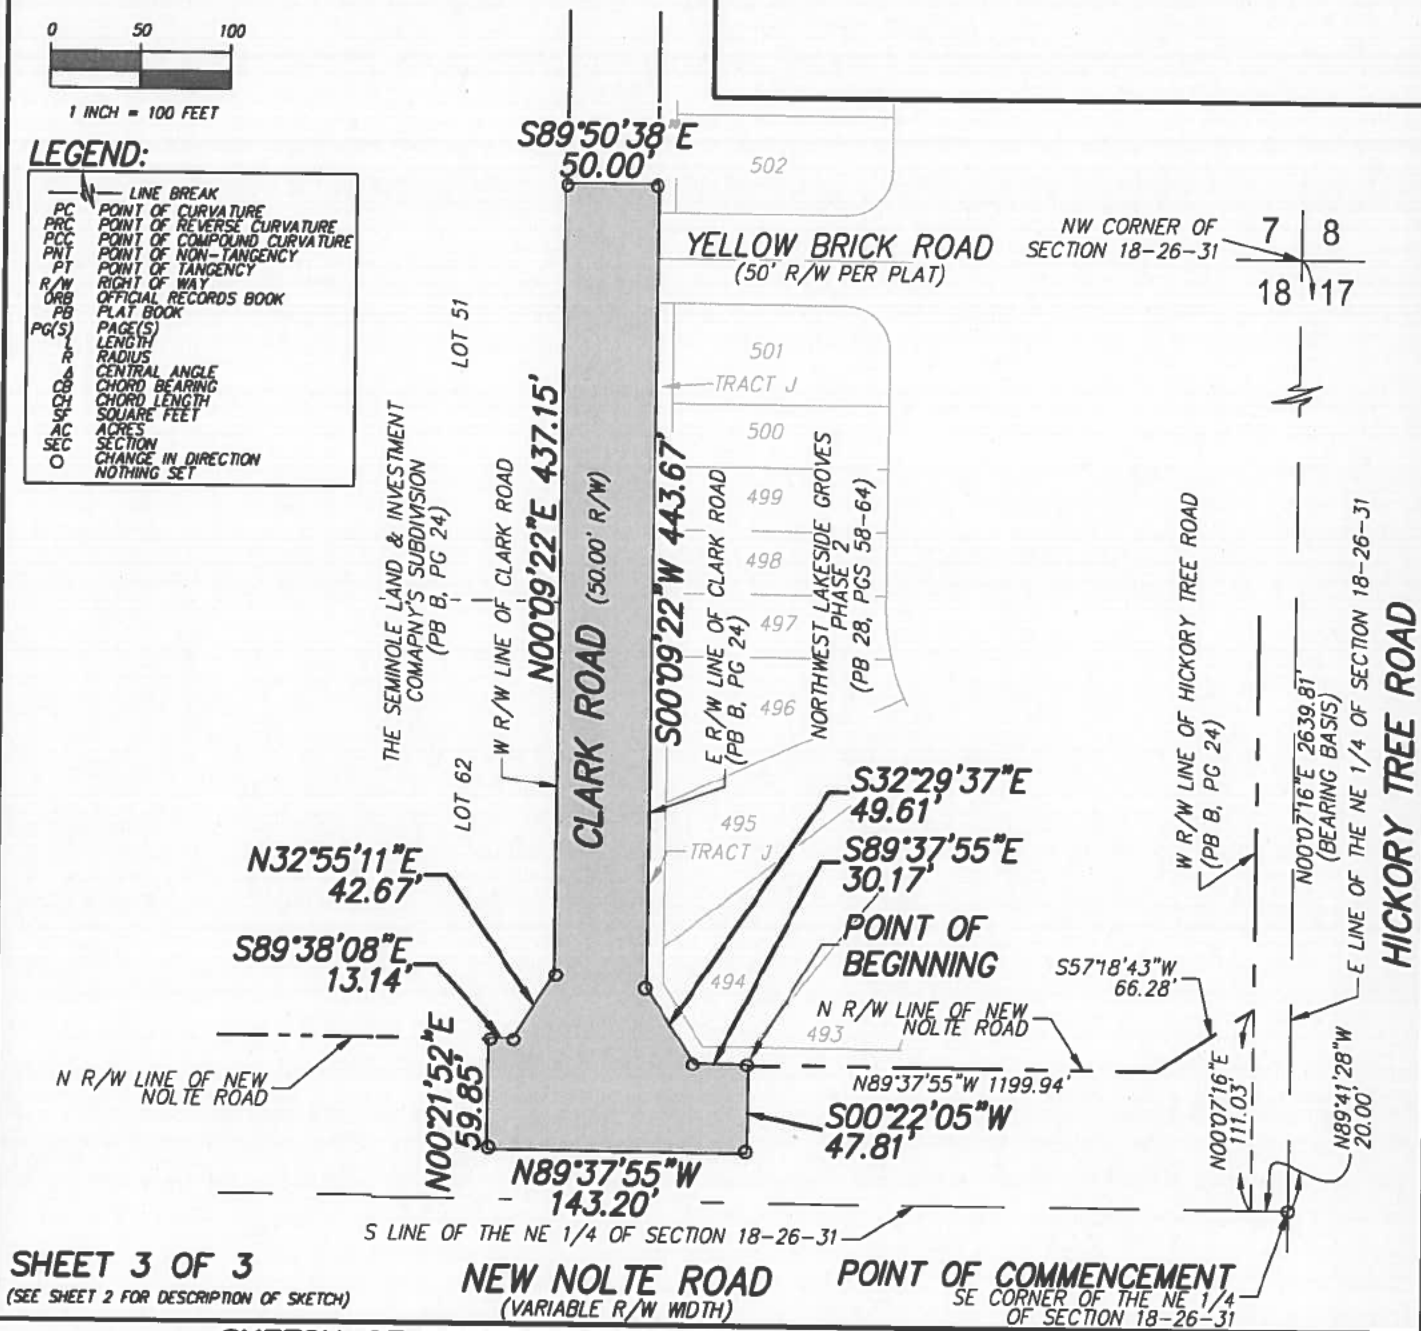 0 50 100
1 INCH = 100 FEET
LEGEND:
LINE BREAK
PC POINT OF CURVATURE
PRC POINT OF REVERSE CURVATURE
PCC POINT OF COMPOUND CURVATURE
PNT POINT OF NON-TANGENCY
PT POINT OF TANGENCY
R/W RIGHT OF WAY
ORB OFFICIAL RECORDS BOOK
PB PLAT BOOK
PG(S) PAGE(S)
L LENGTH
R RADIUS
Δ CENTRAL ANGLE
CB CHORD BEARING
CH CHORD LENGTH
SF SQUARE FEET
AC ACRES
SEC SECTION
O CHANGE IN DIRECTION
NOTHING SET
S89°50'38"E
50.00'
502
YELLOW BRICK ROAD
(50' R/W PER PLAT)
NW CORNER OF
SECTION 18-26-31
7 8
18 17
LOT 51
501
TRACT J
500
499
498
497
496
495
TRACT J
494
493
THE SEMINOLE LAND & INVESTMENT
COMAPN'Y'S SUBDIVISION
(PB B, PG 24)
W R/W LINE OF CLARK ROAD
N00°09'22"E 437.15'
CLARK ROAD (50.00' R/W)
S00°09'22"W 443.67'
E R/W LINE OF CLARK ROAD
(PB B, PG 24)
NORTHWEST LAKESIDE GROVES
PHASE 2
(PB 28, PGS 58-64)
LOT 62
S32°29'37"E
49.61'
S89°37'55"E
30.17'
POINT OF
BEGINNING
N32°55'11"E
42.67'
S89°38'08"E
13.14'
N R/W LINE OF NEW
NOLTE ROAD
N00°21'52"E
59.85'
N R/W LINE OF NEW
NOLTE ROAD
S57°18'43"W
66.28'
N89°37'55"W 1199.94'
S00°22'05"W
47.81'
N89°37'55"W
143.20'
S LINE OF THE NE 1/4 OF SECTION 18-26-31
W R/W LINE OF HICKORY TREE ROAD
(PB B, PG 24)
N00°07'16"E 2639.81'
(BEARING BASIS)
E LINE OF THE NE 1/4 OF SECTION 18-26-31
HICKORY TREE ROAD
N00°07'16"E
111.03'
N89°41'28"W
20.00'
SHEET 3 OF 3
(SEE SHEET 2 FOR DESCRIPTION OF SKETCH)
NEW NOLTE ROAD
(VARIABLE R/W WIDTH)
POINT OF COMMENCEMENT
SE CORNER OF THE NE 1/4
OF SECTION 18-26-31